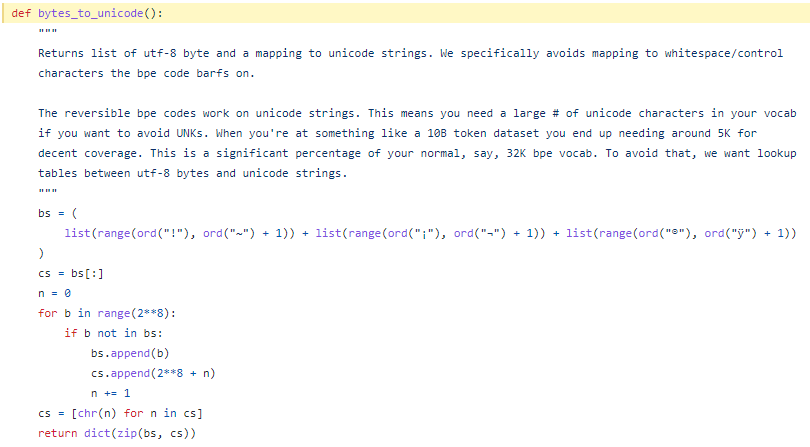 def bytes_to_unicode():
    """
    Returns list of utf-8 byte and a mapping to unicode strings. We specifically avoids mapping to whitespace/control
    characters the bpe code barfs on.

    The reversible bpe codes work on unicode strings. This means you need a large # of unicode characters in your vocab
    if you want to avoid UNKs. When you're at something like a 10B token dataset you end up needing around 5K for
    decent coverage. This is a significant percentage of your normal, say, 32K bpe vocab. To avoid that, we want lookup
    tables between utf-8 bytes and unicode strings.
    """
    bs = (
        list(range(ord("!"), ord("~") + 1)) + list(range(ord("¡"), ord("¬") + 1)) + list(range(ord("®"), ord("ÿ") + 1))
    )
    cs = bs[:]
    n = 0
    for b in range(2**8):
        if b not in bs:
            bs.append(b)
            cs.append(2**8 + n)
            n += 1
    cs = [chr(n) for n in cs]
    return dict(zip(bs, cs))